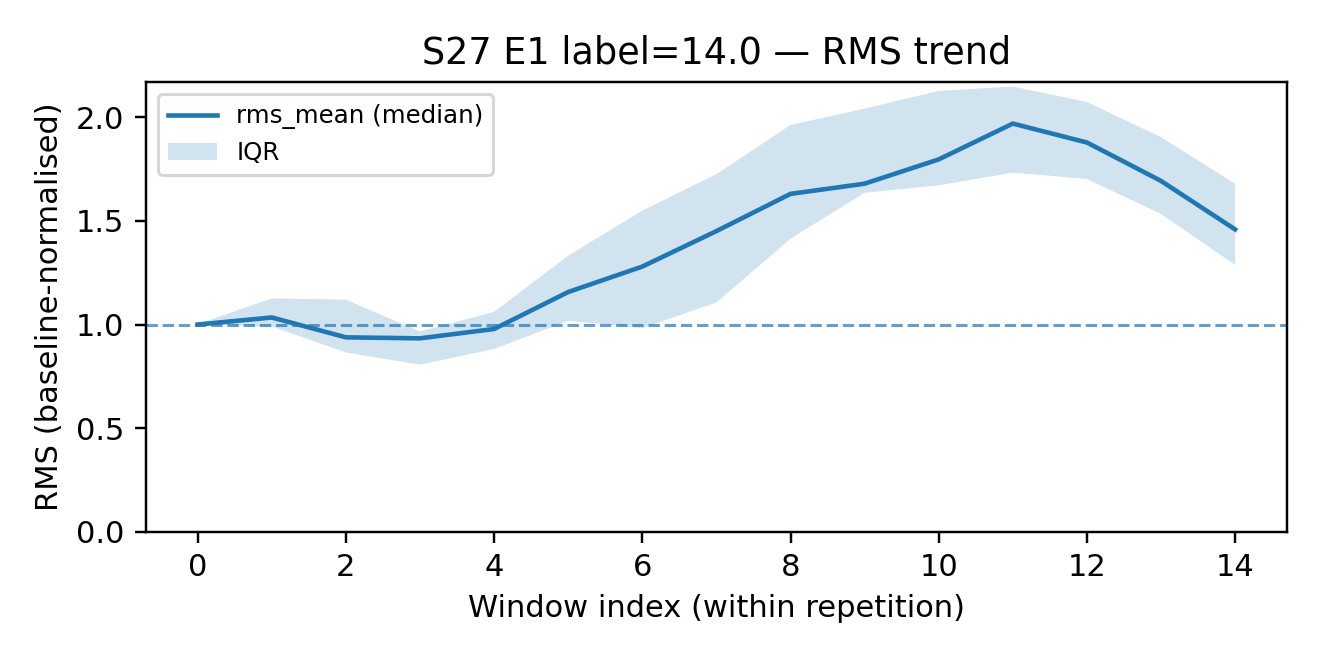 S27 E1 label=14.0 — RMS trend
rms_mean (median)
IQR
RMS (baseline-normalised)
2.0
1.5
1.0
0.5
0.0
0 2 4 6 8 10 12 14
Window index (within repetition)